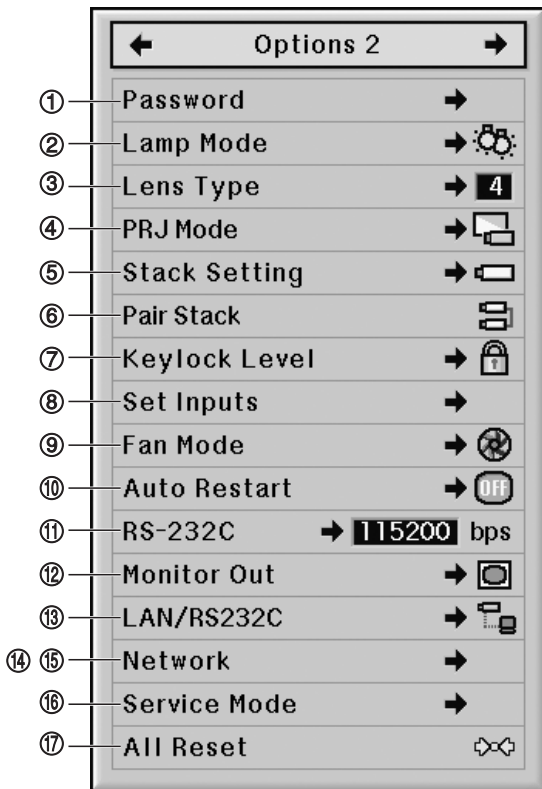 Options 2
① Password
② Lamp Mode
③ Lens Type 4
④ PRJ Mode
⑤ Stack Setting
⑥ Pair Stack
⑦ Keylock Level
⑧ Set Inputs
⑨ Fan Mode
⑩ Auto Restart OFF
⑪ RS-232C 115200 bps
⑫ Monitor Out
⑬ LAN/RS232C
⑭ ⑮ Network
⑯ Service Mode
⑰ All Reset